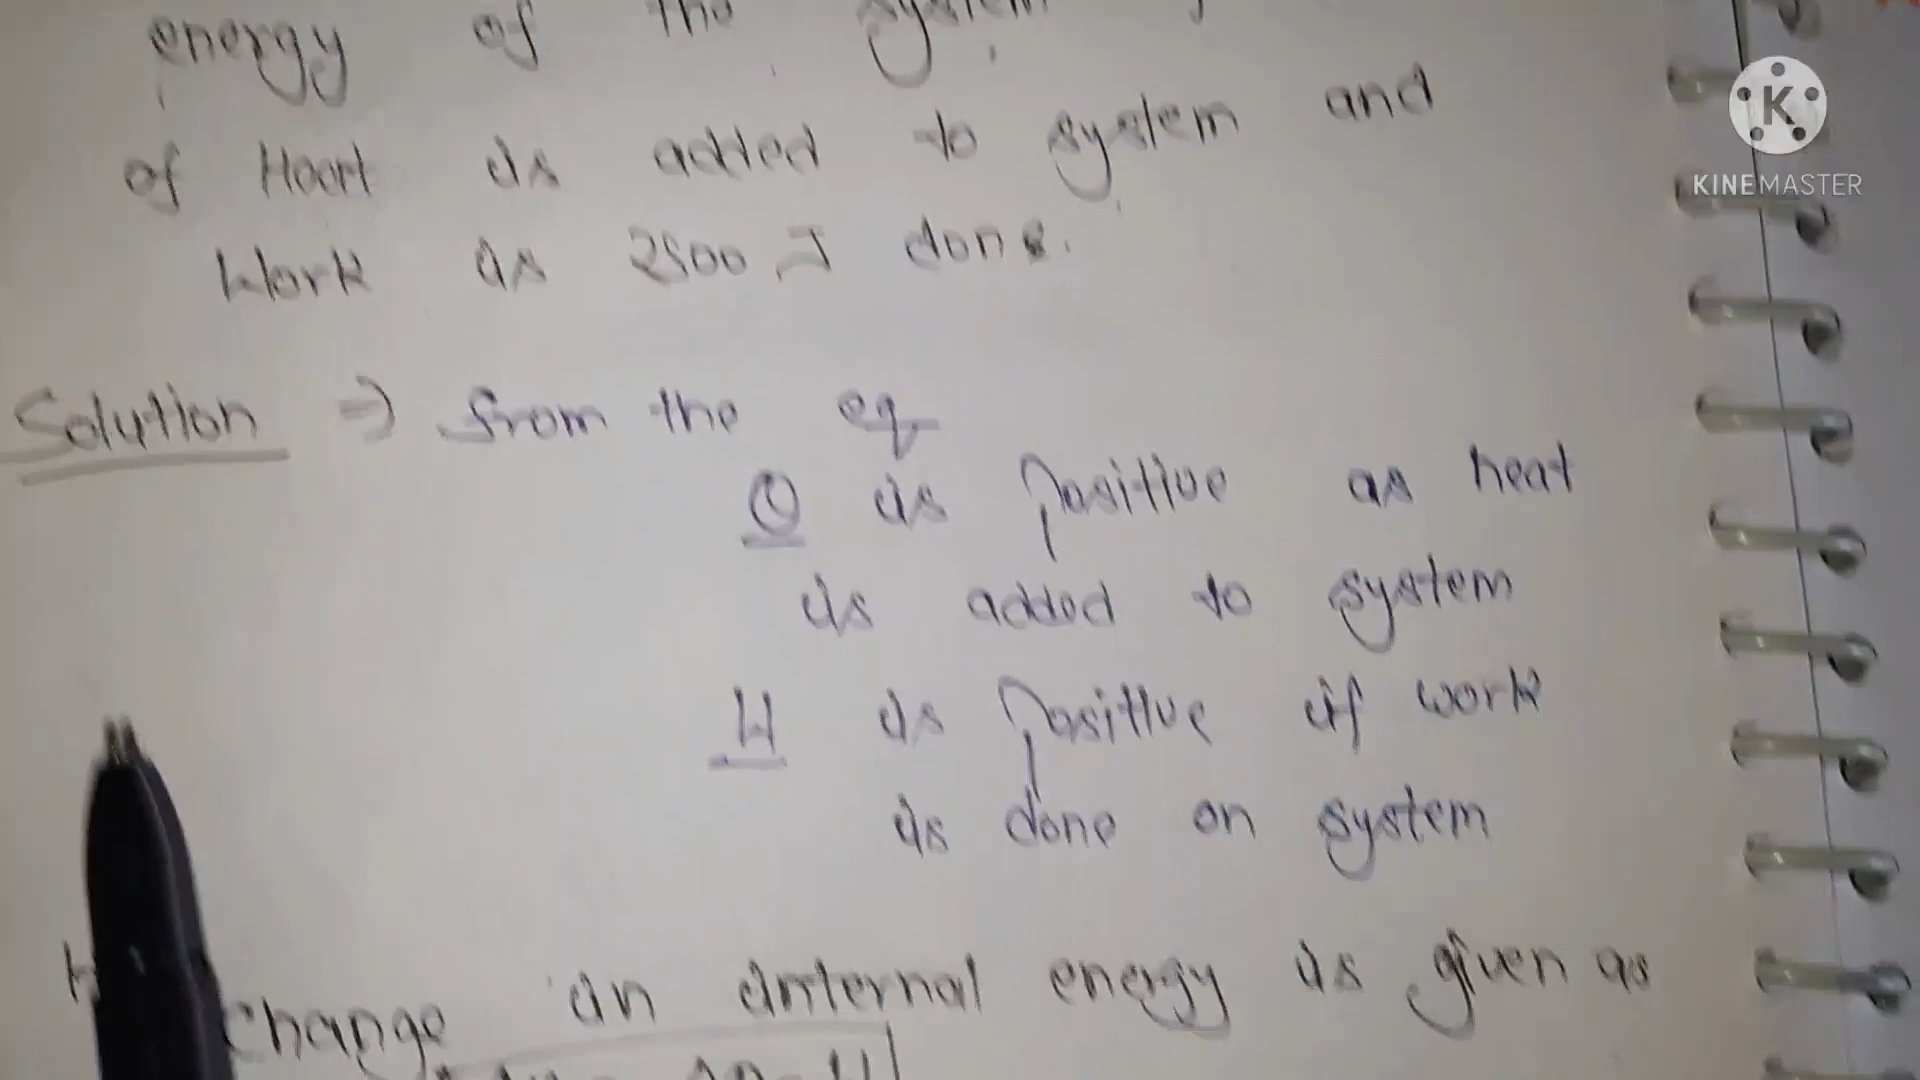 energy of the system
of Heart is added to system and
Work is 2500 J done.
Solution ⇒ from the eq
Q is positive as heat
is added to system
W is positive if work
is done on system
Change in internal energy is given as
K
KINEMASTER